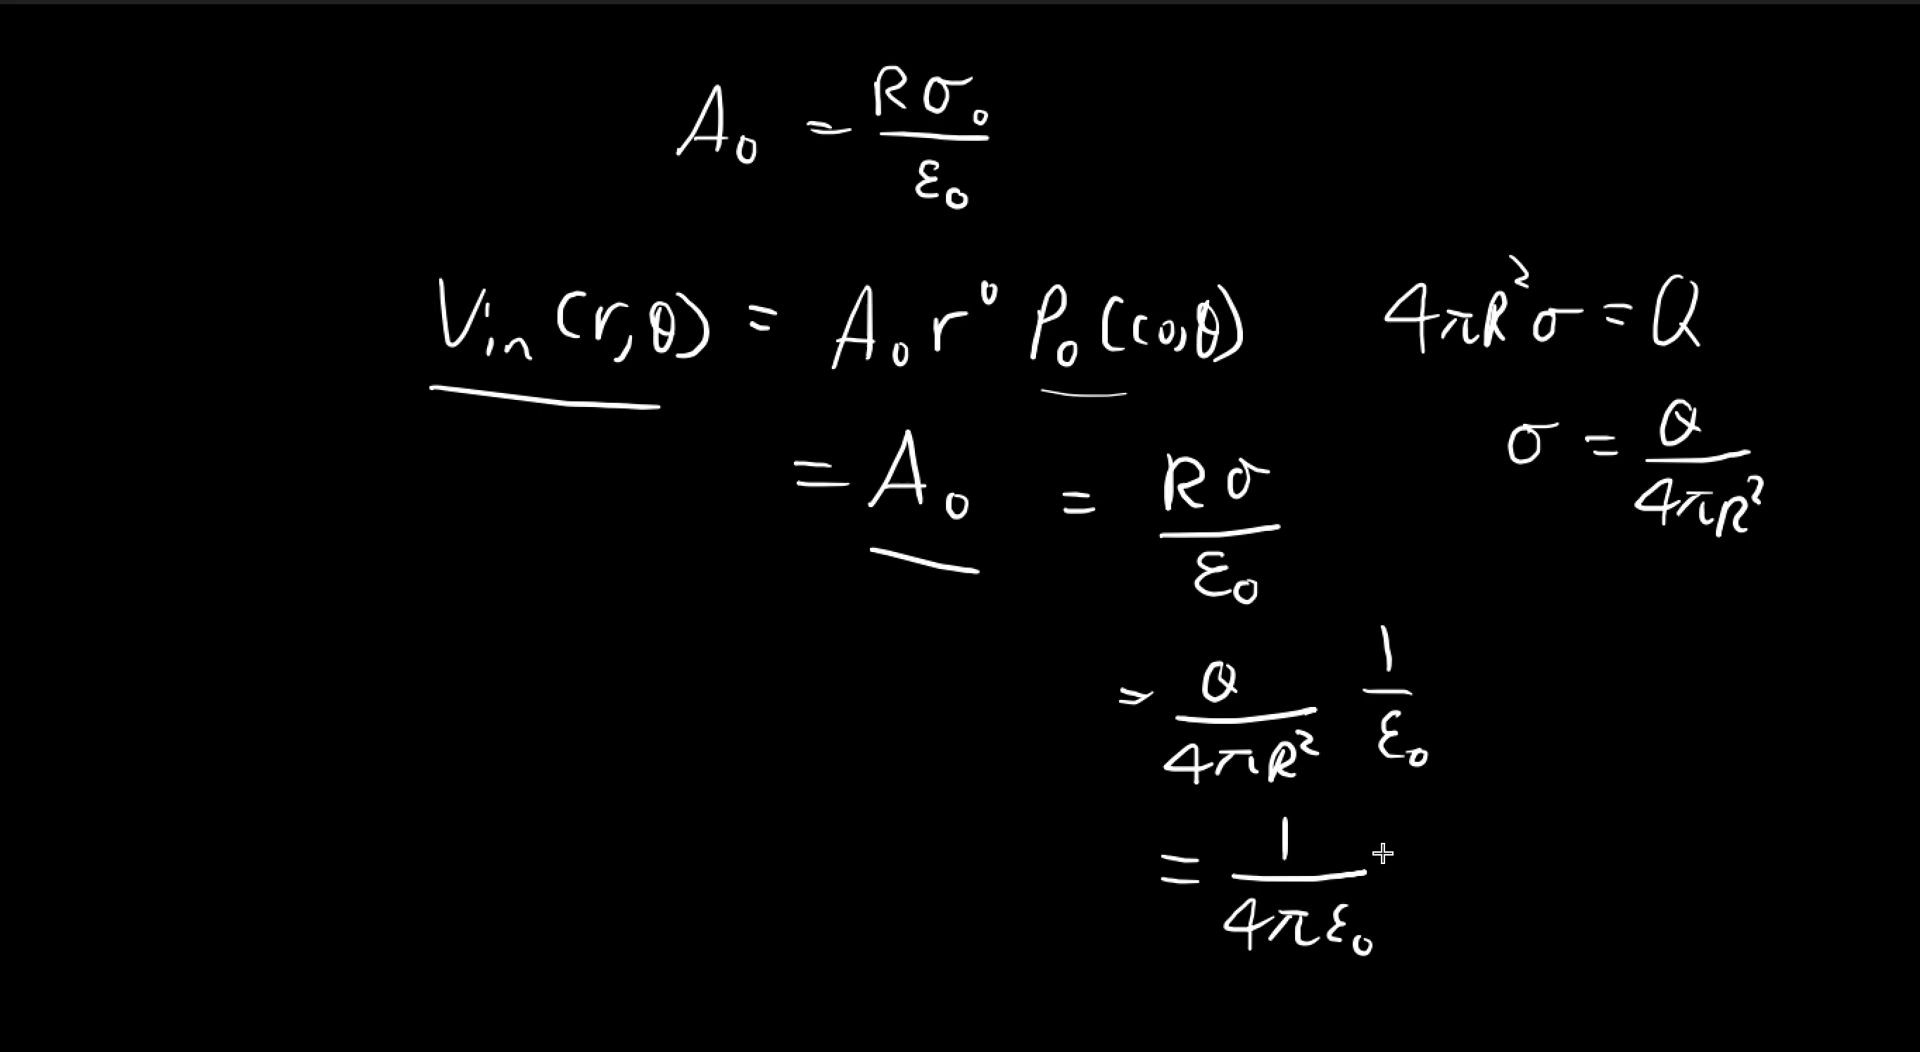 A₀ = Rσ₀/ε₀
V_in (r,θ) = A₀ r⁰ P₀(cosθ)
4πR²σ = Q
= A₀ = Rσ/ε₀
σ = Q/4πR²
= Q/4πR² 1/ε₀
= 1/4πε₀